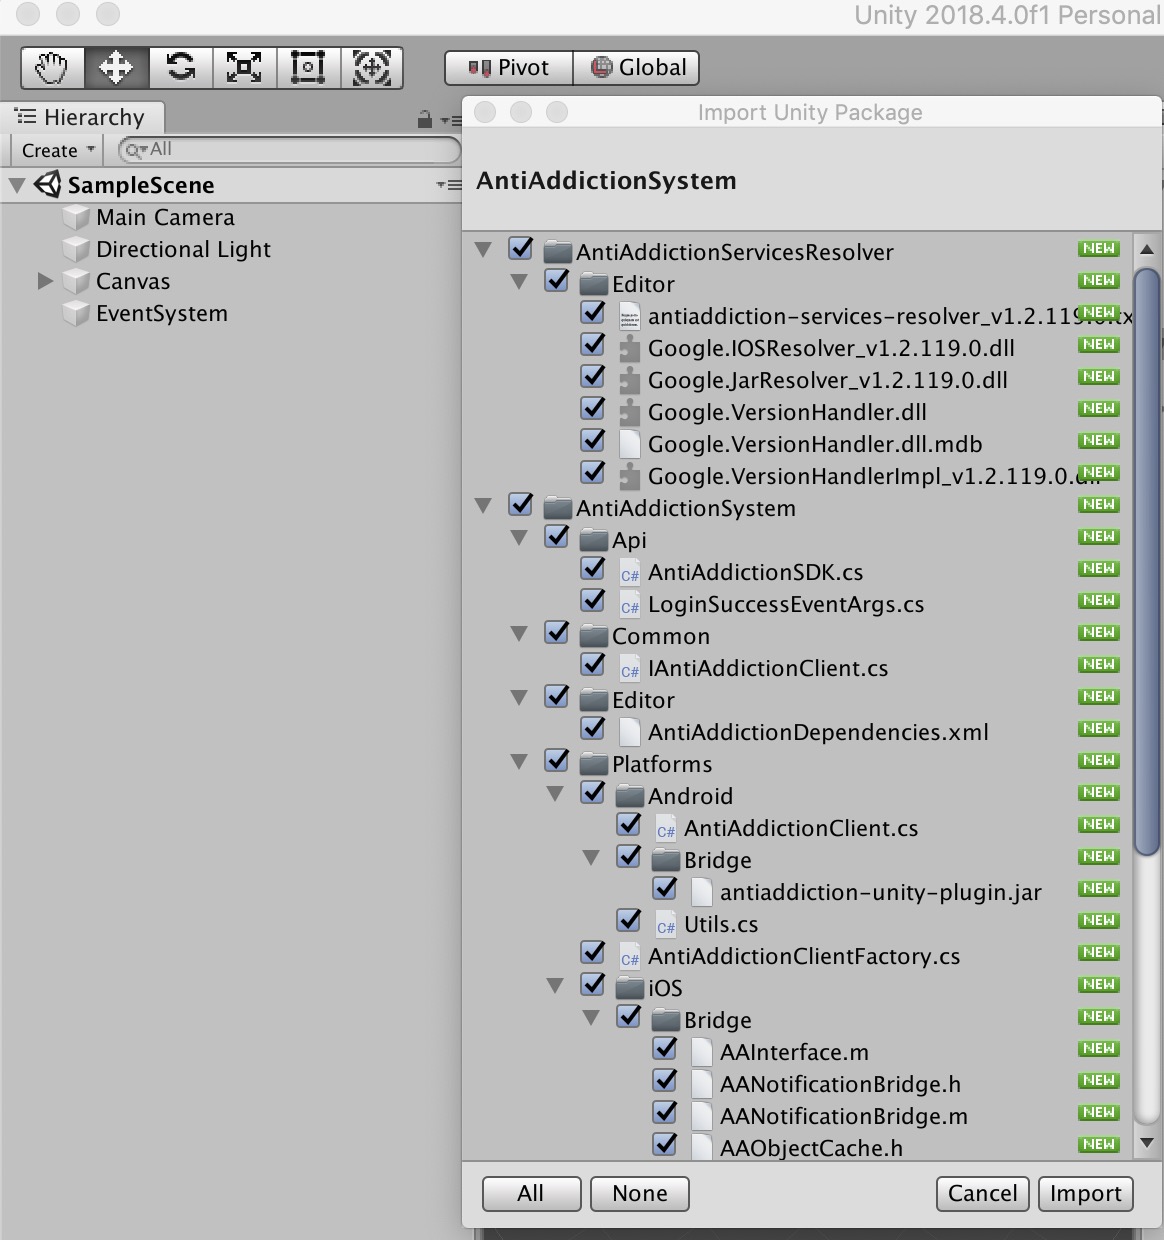 Unity 2018.4.0f1 Personal
Pivot
Global
Hierarchy
Create
All
SampleScene
Main Camera
Directional Light
Canvas
EventSystem
Import Unity Package
AntiAddictionSystem
AntiAddictionServicesResolver NEW
Editor NEW
antiaddiction-services-resolver_v1.2.119.0.tx NEW
Google.IOSResolver_v1.2.119.0.dll NEW
Google.JarResolver_v1.2.119.0.dll NEW
Google.VersionHandler.dll NEW
Google.VersionHandler.dll.mdb NEW
Google.VersionHandlerImpl_v1.2.119.0.dll NEW
AntiAddictionSystem NEW
Api NEW
C# AntiAddictionSDK.cs NEW
C# LoginSuccessEventArgs.cs NEW
Common NEW
C# IAntiAddictionClient.cs NEW
Editor NEW
AntiAddictionDependencies.xml NEW
Platforms NEW
Android NEW
C# AntiAddictionClient.cs NEW
Bridge NEW
antiaddiction-unity-plugin.jar NEW
C# Utils.cs NEW
C# AntiAddictionClientFactory.cs NEW
iOS NEW
Bridge NEW
AAInterface.m NEW
AANotificationBridge.h NEW
AANotificationBridge.m NEW
AAObjectCache.h NEW
All
None
Cancel
Import